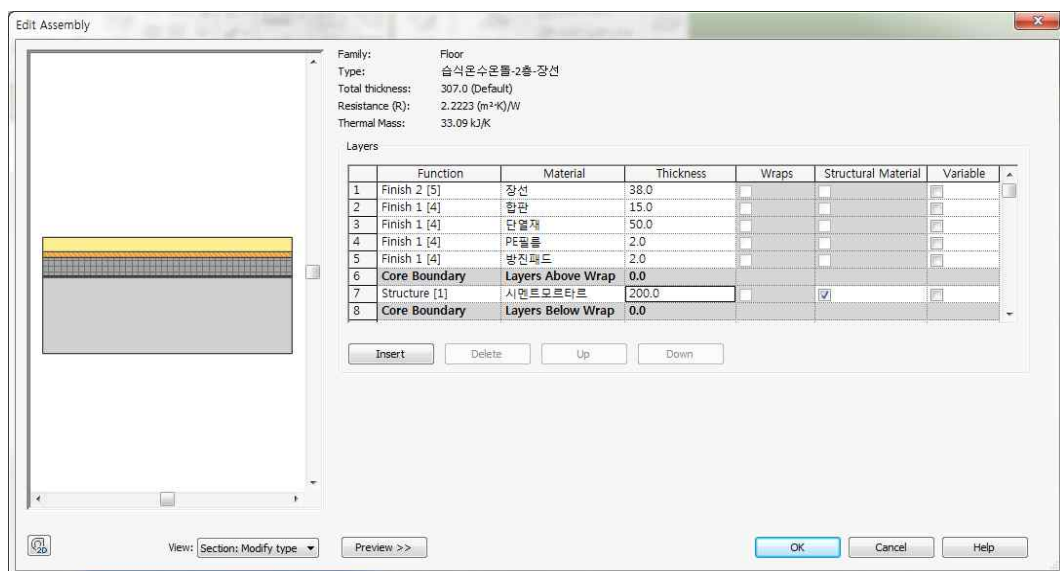 Edit Assembly
Family: Floor
Type: 습식온수온돌-2층-장선
Total thickness: 307.0 (Default)
Resistance (R): 2.2223 (m²·K)/W
Thermal Mass: 33.09 kJ/K
Layers
Function Material Thickness Wraps Structural Material Variable
1 Finish 2 [5] 장선 38.0
2 Finish 1 [4] 합판 15.0
3 Finish 1 [4] 단열재 50.0
4 Finish 1 [4] PE필름 2.0
5 Finish 1 [4] 방진패드 2.0
6 Core Boundary Layers Above Wrap 0.0
7 Structure [1] 시멘트모르타르 200.0
8 Core Boundary Layers Below Wrap 0.0
Insert Delete Up Down
2D View: Section: Modify type Preview >> OK Cancel Help